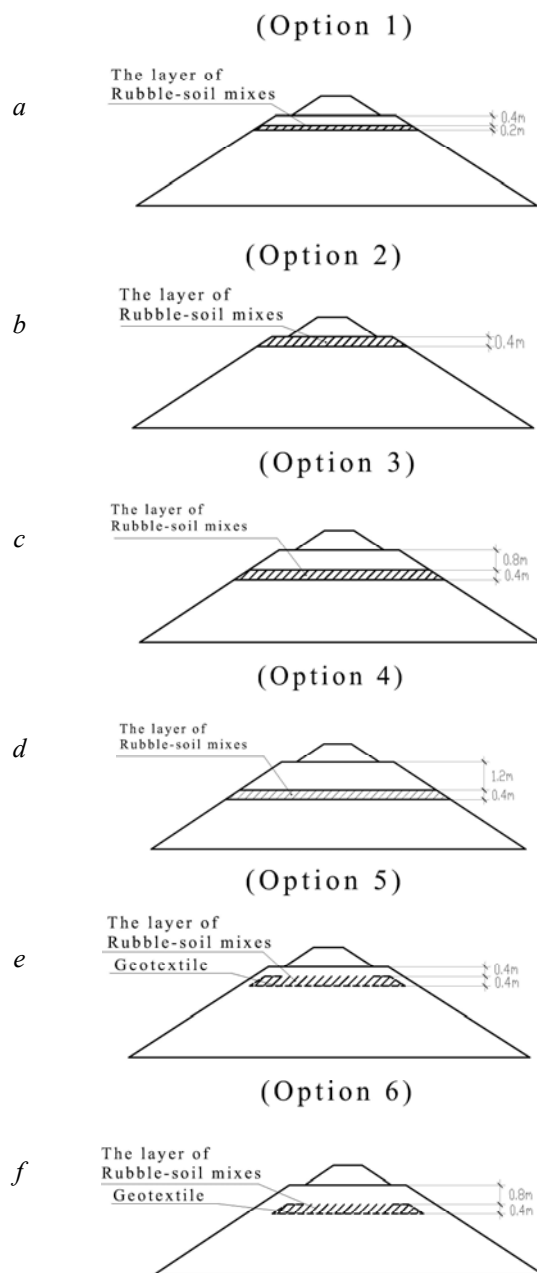 (Option 1)
a
The layer of
Rubble-soil mixes
0.4m
0.2m
(Option 2)
b
The layer of
Rubble-soil mixes
0.4m
(Option 3)
c
The layer of
Rubble-soil mixes
0.8m
0.4m
(Option 4)
d
The layer of
Rubble-soil mixes
1.2m
0.4m
(Option 5)
e
The layer of
Rubble-soil mixes
Geotextile
0.4m
0.4m
(Option 6)
f
The layer of
Rubble-soil mixes
Geotextile
0.8m
0.4m